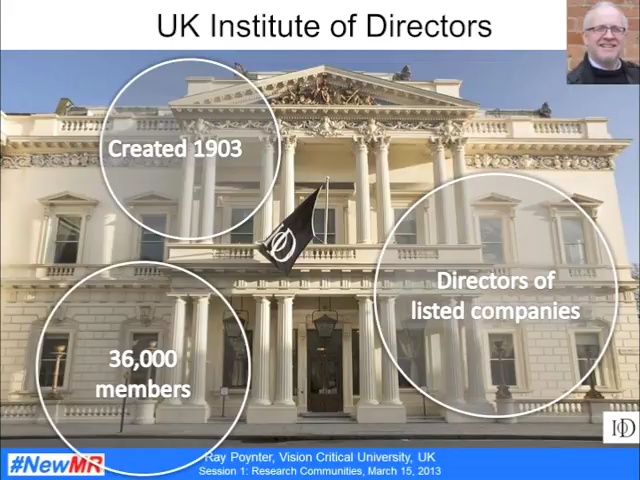 UK Institute of Directors
Created 1903
Directors of
listed companies
36,000
members
IOD
#NewMR
Ray Poynter, Vision Critical University, UK
Session 1: Research Communities, March 15, 2013